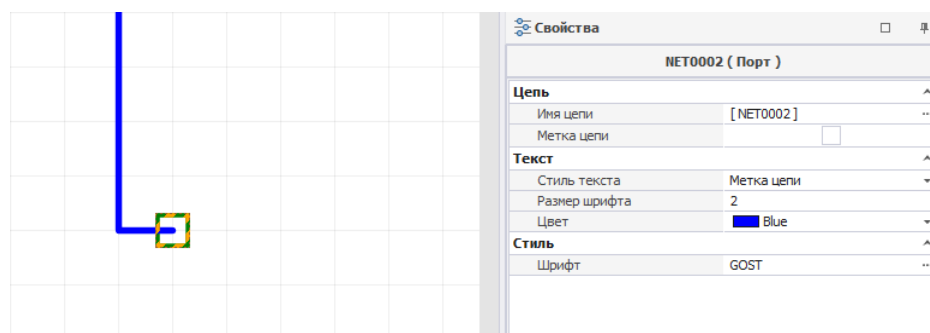 Свойства
NET0002 ( Порт )
Цепь
Имя цепи [ NET0002 ] ...
Метка цепи
Текст
Стиль текста Метка цепи
Размер шрифта 2
Цвет Blue
Стиль
Шрифт GOST ...